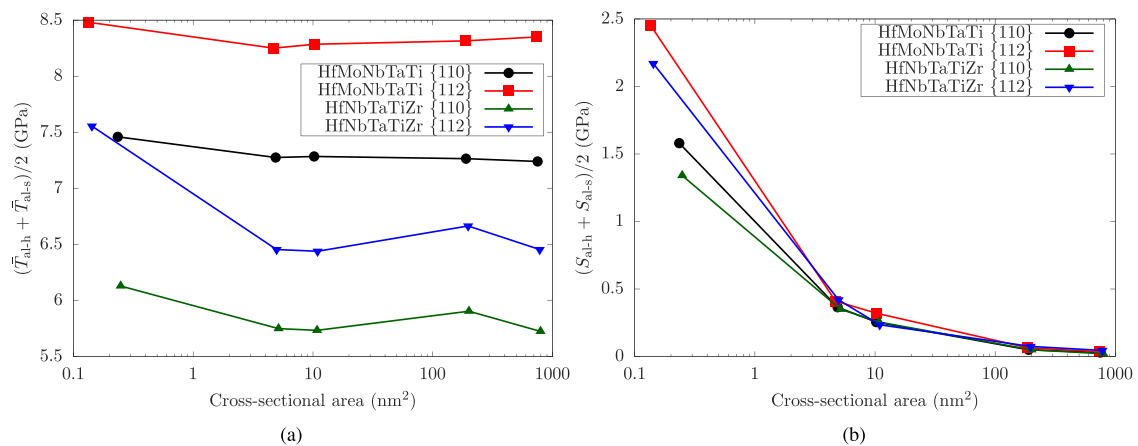 8.5
8
7.5
7
6.5
6
5.5
0.1 1 10 100 1000
(T̄al-h + T̄al-s)/2 (GPa)
Cross-sectional area (nm²)
HfMoNbTaTi {110}
HfMoNbTaTi {112}
HfNbTaTiZr {110}
HfNbTaTiZr {112}
(a)
2.5
2
1.5
1
0.5
0
0.1 1 10 100 1000
(Sal-h + Sal-s)/2 (GPa)
Cross-sectional area (nm²)
HfMoNbTaTi {110}
HfMoNbTaTi {112}
HfNbTaTiZr {110}
HfNbTaTiZr {112}
(b)